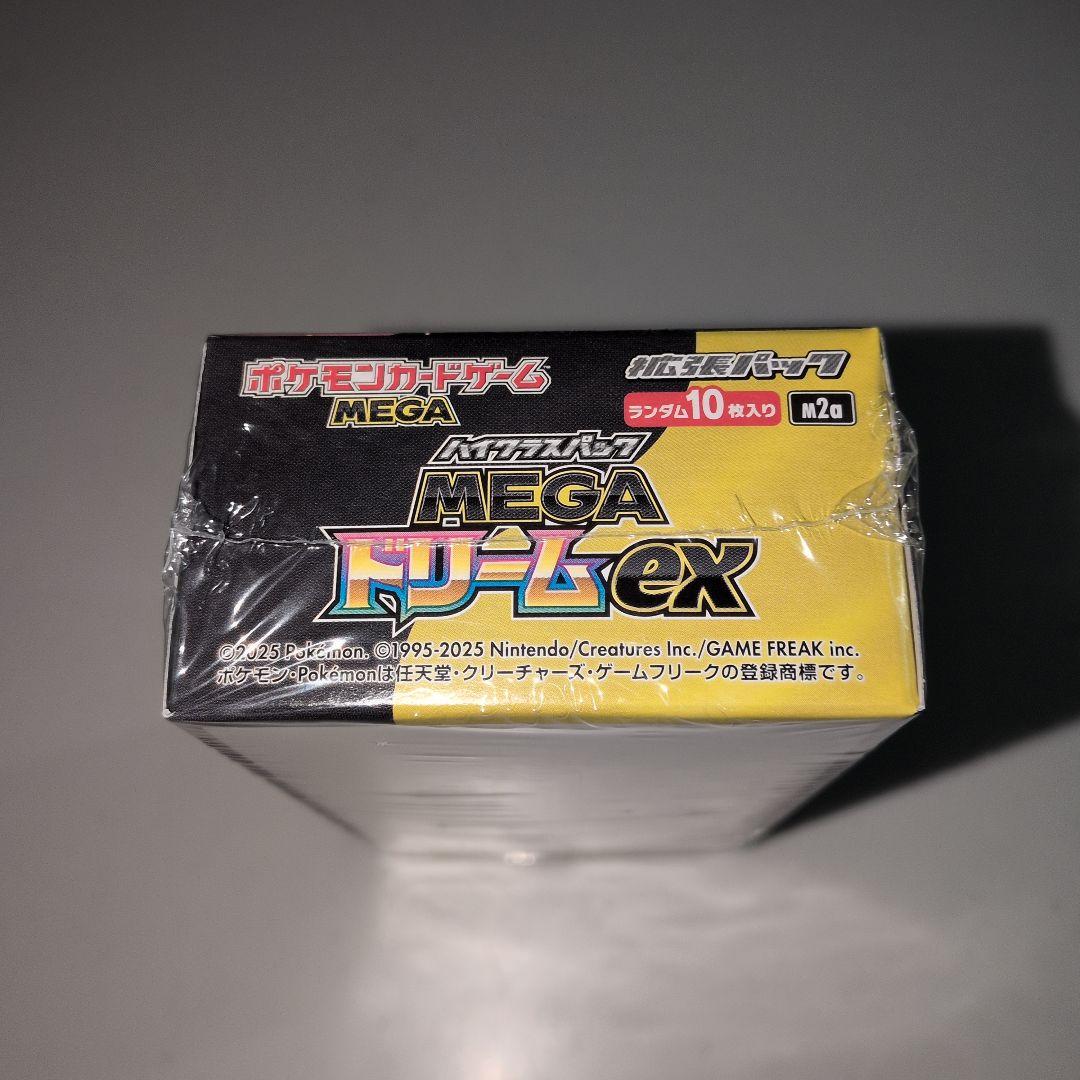 ポケモンカードゲーム
MEGA
拡張パック
ランダム10枚入り
M2a
ハイクラスパック
MEGA
ドリームex
©2025 Pokémon. ©1995-2025 Nintendo/Creatures Inc./GAME FREAK inc.
ポケモン・Pokémonは任天堂・クリーチャーズ・ゲームフリークの登録商標です。